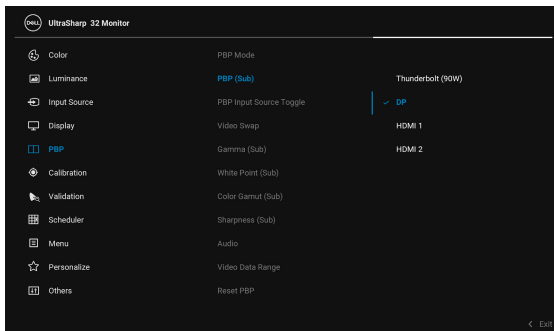 DELL UltraSharp 32 Monitor
Color PBP Mode
Luminance PBP (Sub) Thunderbolt (90W)
Input Source PBP Input Source Toggle DP
Display Video Swap HDMI 1
PBP Gamma (Sub) HDMI 2
Calibration White Point (Sub)
Validation Color Gamut (Sub)
Scheduler Sharpness (Sub)
Menu Audio
Personalize Video Data Range
Others Reset PBP
Exit